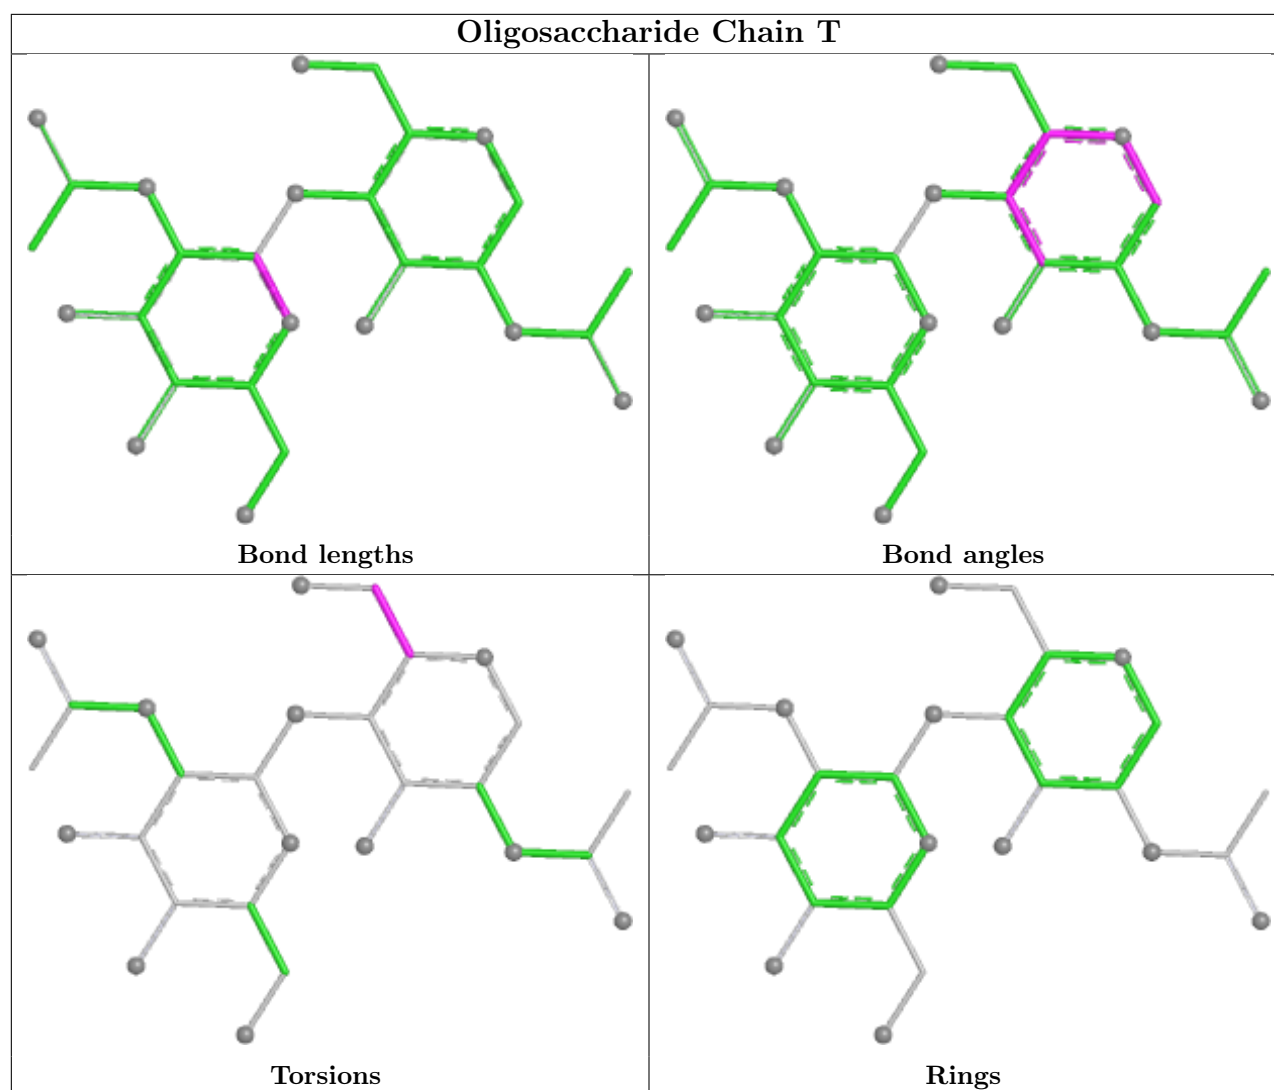 Oligosaccharide Chain T
Bond lengths
Bond angles
Torsions
Rings